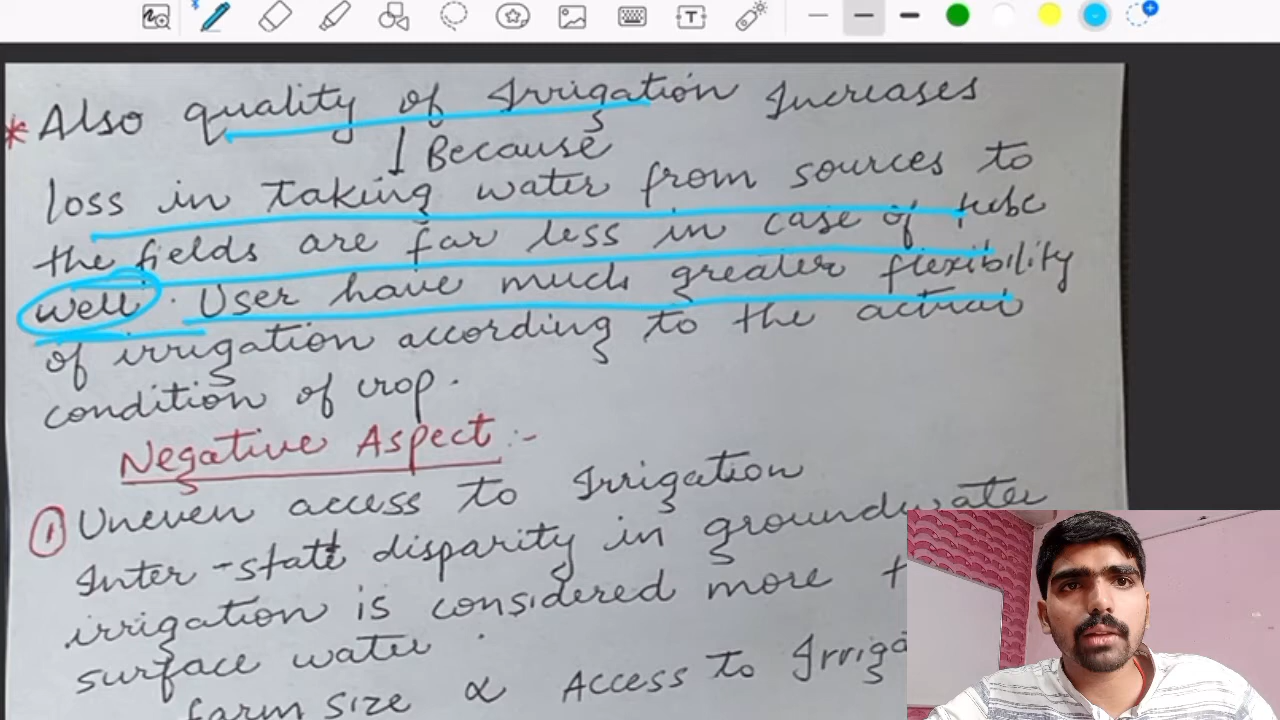 * Also quality of Irrigation Increases
Because
loss in taking water from sources to
the fields are far less in case of tube
well. User have much greater flexibility
of irrigation according to the actual
condition of crop.
Negative Aspect :-
① Uneven access to Irrigation
Inter-state disparity in groundwater
irrigation is considered more
surface water.
farm size ∝ Access to